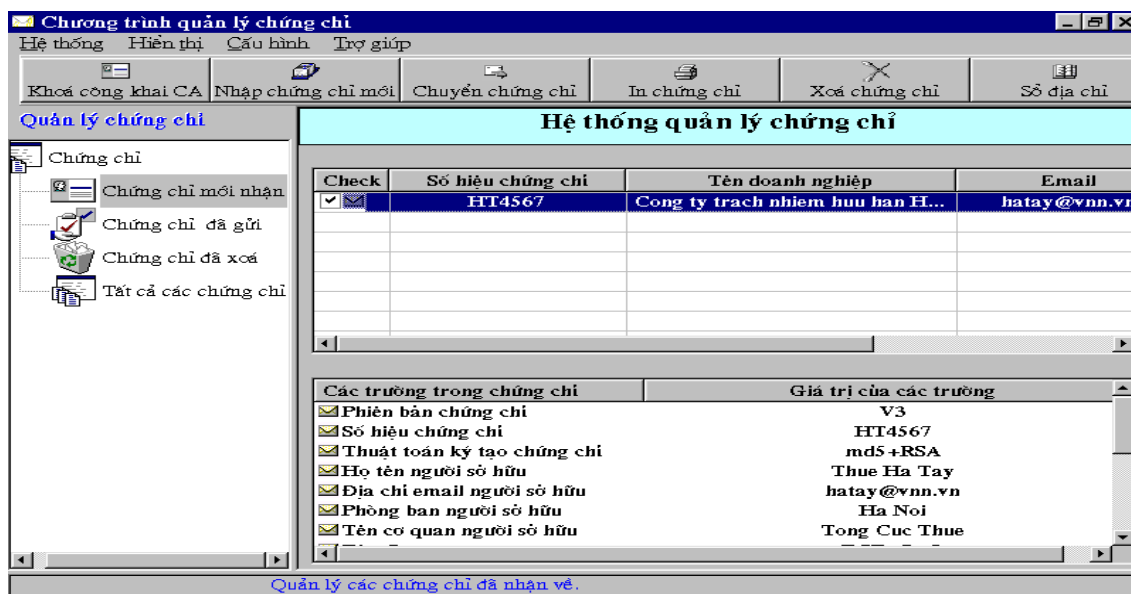 Chương trình quản lý chứng chỉ
Hệ thống Hiển thị Cấu hình Trợ giúp
Khoá công khai CA Nhập chứng chỉ mới Chuyển chứng chỉ In chứng chỉ Xoá chứng chỉ Sổ địa chỉ
Quản lý chứng chỉ
Hệ thống quản lý chứng chỉ
Chứng chỉ
Chứng chỉ mới nhận
Chứng chỉ đã gửi
Chứng chỉ đã xoá
Tất cả các chứng chỉ
Check Số hiệu chứng chỉ Tên doanh nghiệp Email
HT4567 Cong ty trach nhiem huu han H... hatay@vnn.vn
Các trường trong chứng chỉ Giá trị của các trường
Phiên bản chứng chỉ V3
Số hiệu chứng chỉ HT4567
Thuật toán ký tạo chứng chỉ md5+RSA
Họ tên người sở hữu Thue Ha Tay
Địa chỉ email người sở hữu hatay@vnn.vn
Phòng ban người sở hữu Ha Noi
Tên cơ quan người sở hữu Tong Cuc Thue
Quản lý các chứng chỉ đã nhận về.